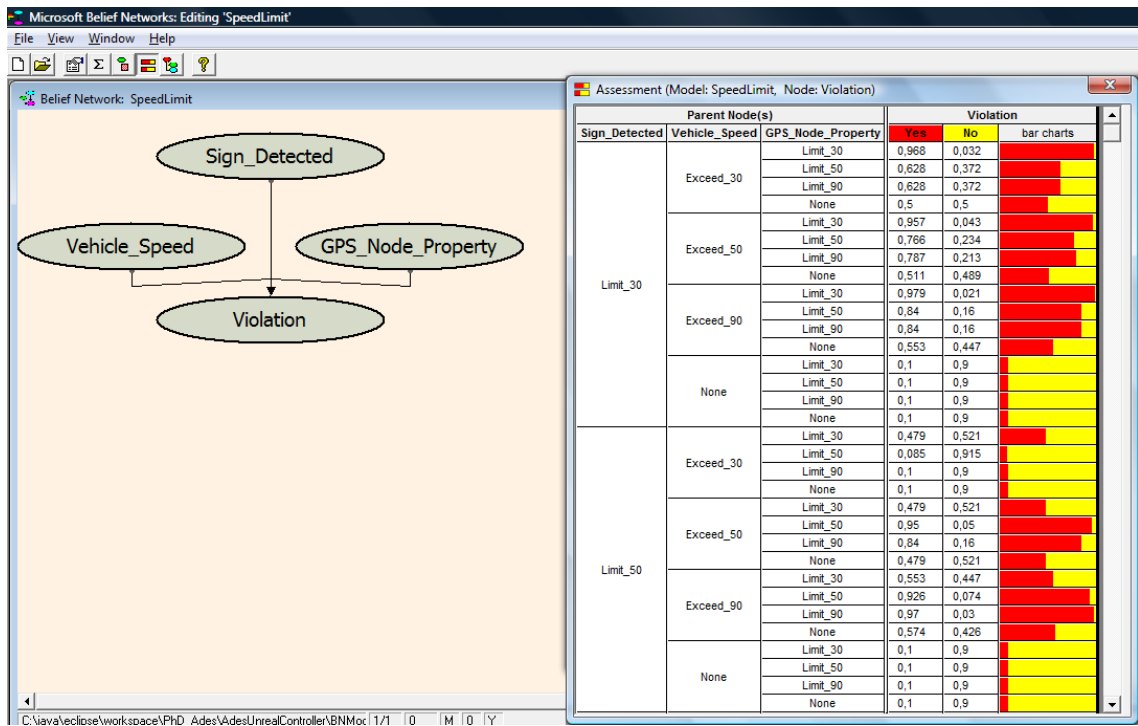 Microsoft Belief Networks: Editing 'SpeedLimit'
File View Window Help
Belief Network: SpeedLimit
Sign_Detected
Vehicle_Speed GPS_Node_Property
Violation
C:\java\eclipse\workspace\PhD_Ades\AdesUnrealController\BNMoc 1/1 0 M 0 Y
Assessment (Model: SpeedLimit, Node: Violation)
Parent Node(s) Violation
Sign_Detected Vehicle_Speed GPS_Node_Property Yes No bar charts
Limit_30 Exceed_30 Limit_30 0,968 0,032
Limit_50 0,628 0,372
Limit_90 0,628 0,372
None 0,5 0,5
Exceed_50 Limit_30 0,957 0,043
Limit_50 0,766 0,234
Limit_90 0,787 0,213
None 0,511 0,489
Exceed_90 Limit_30 0,979 0,021
Limit_50 0,84 0,16
Limit_90 0,84 0,16
None 0,553 0,447
None Limit_30 0,1 0,9
Limit_50 0,1 0,9
Limit_90 0,1 0,9
None 0,1 0,9
Limit_50 Exceed_30 Limit_30 0,479 0,521
Limit_50 0,085 0,915
Limit_90 0,1 0,9
None 0,1 0,9
Exceed_50 Limit_30 0,479 0,521
Limit_50 0,95 0,05
Limit_90 0,84 0,16
None 0,479 0,521
Exceed_90 Limit_30 0,553 0,447
Limit_50 0,926 0,074
Limit_90 0,97 0,03
None 0,574 0,426
None Limit_30 0,1 0,9
Limit_50 0,1 0,9
Limit_90 0,1 0,9
None 0,1 0,9